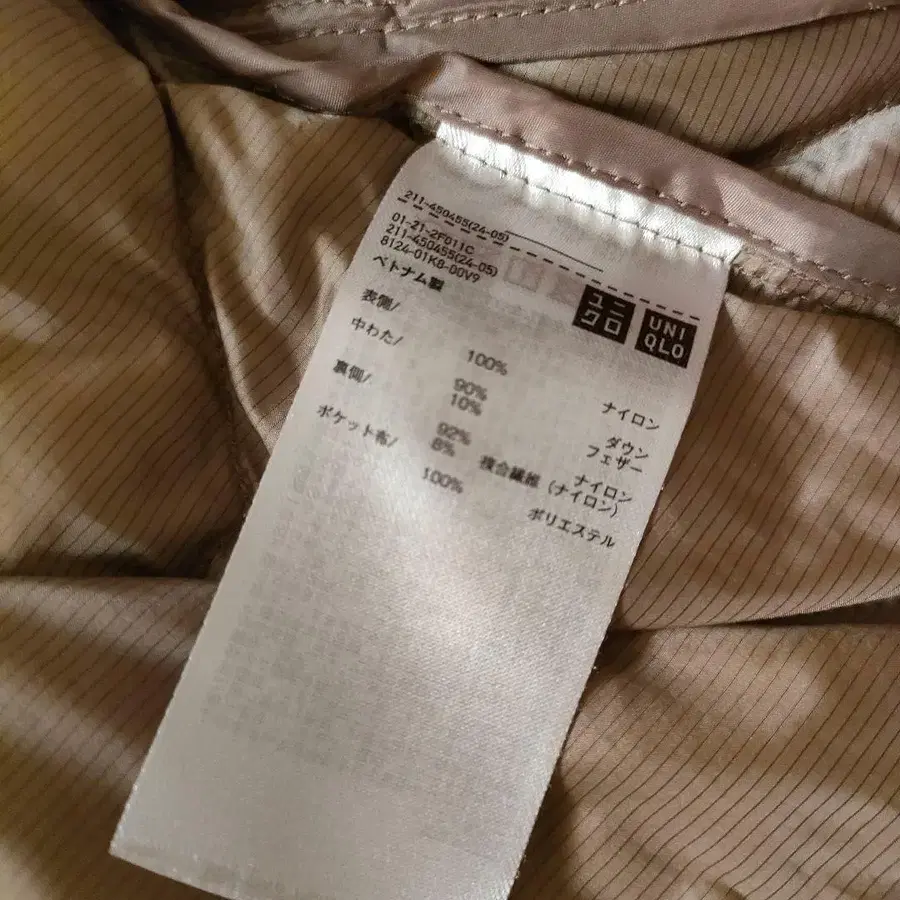 211-450455(24-05)
01-21-2F011C
211-450455(24-05)
8124-01K8-00V9
ベトナム製
ユニ
クロ
UNI
QLO
表側/
100% ナイロン
中わた/
90% ダウン
10% フェザー
裏側/
92% ナイロン
8% 複合繊維 (ナイロン)
ポケット布/
100% ポリエステル